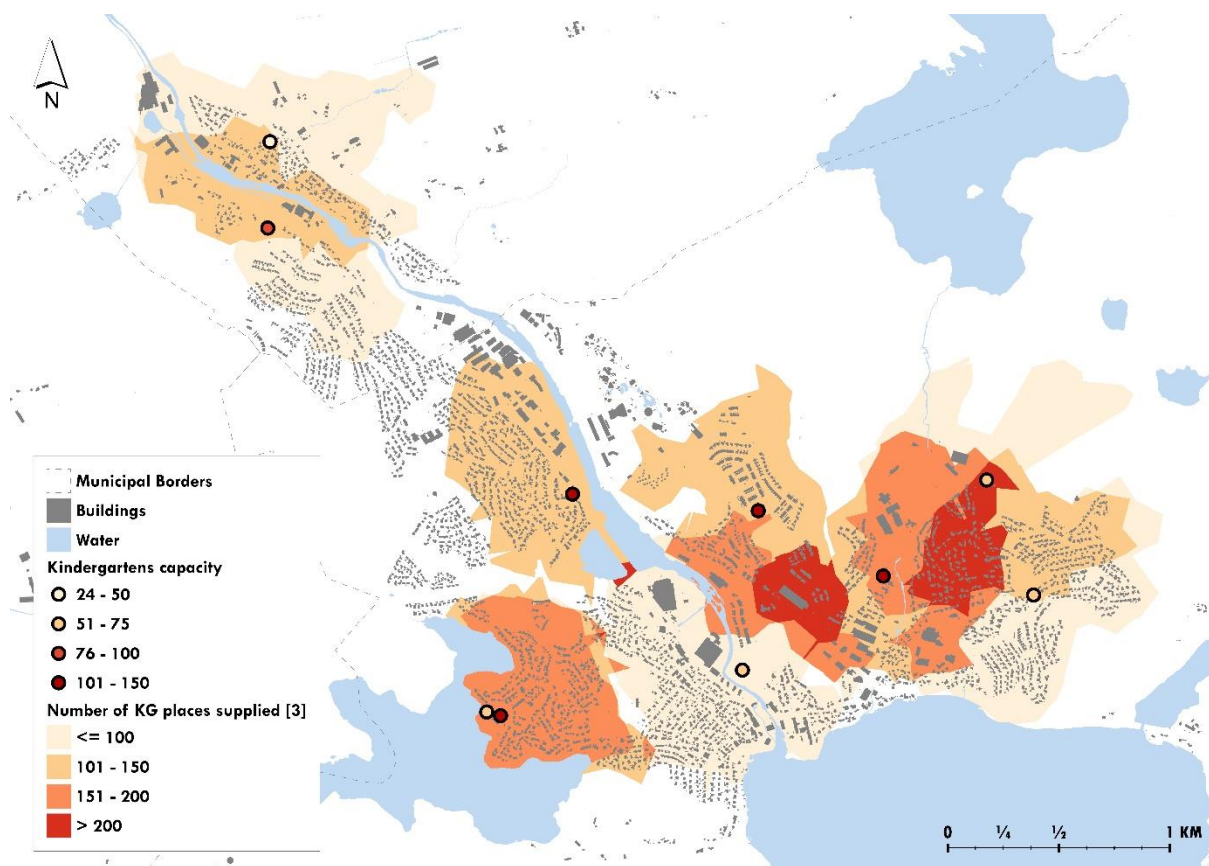 N
Municipal Borders
Buildings
Water
Kindergartens capacity
24 - 50
51 - 75
76 - 100
101 - 150
Number of KG places supplied [3]
<= 100
101 - 150
151 - 200
> 200
0 ¼ ½ 1 KM